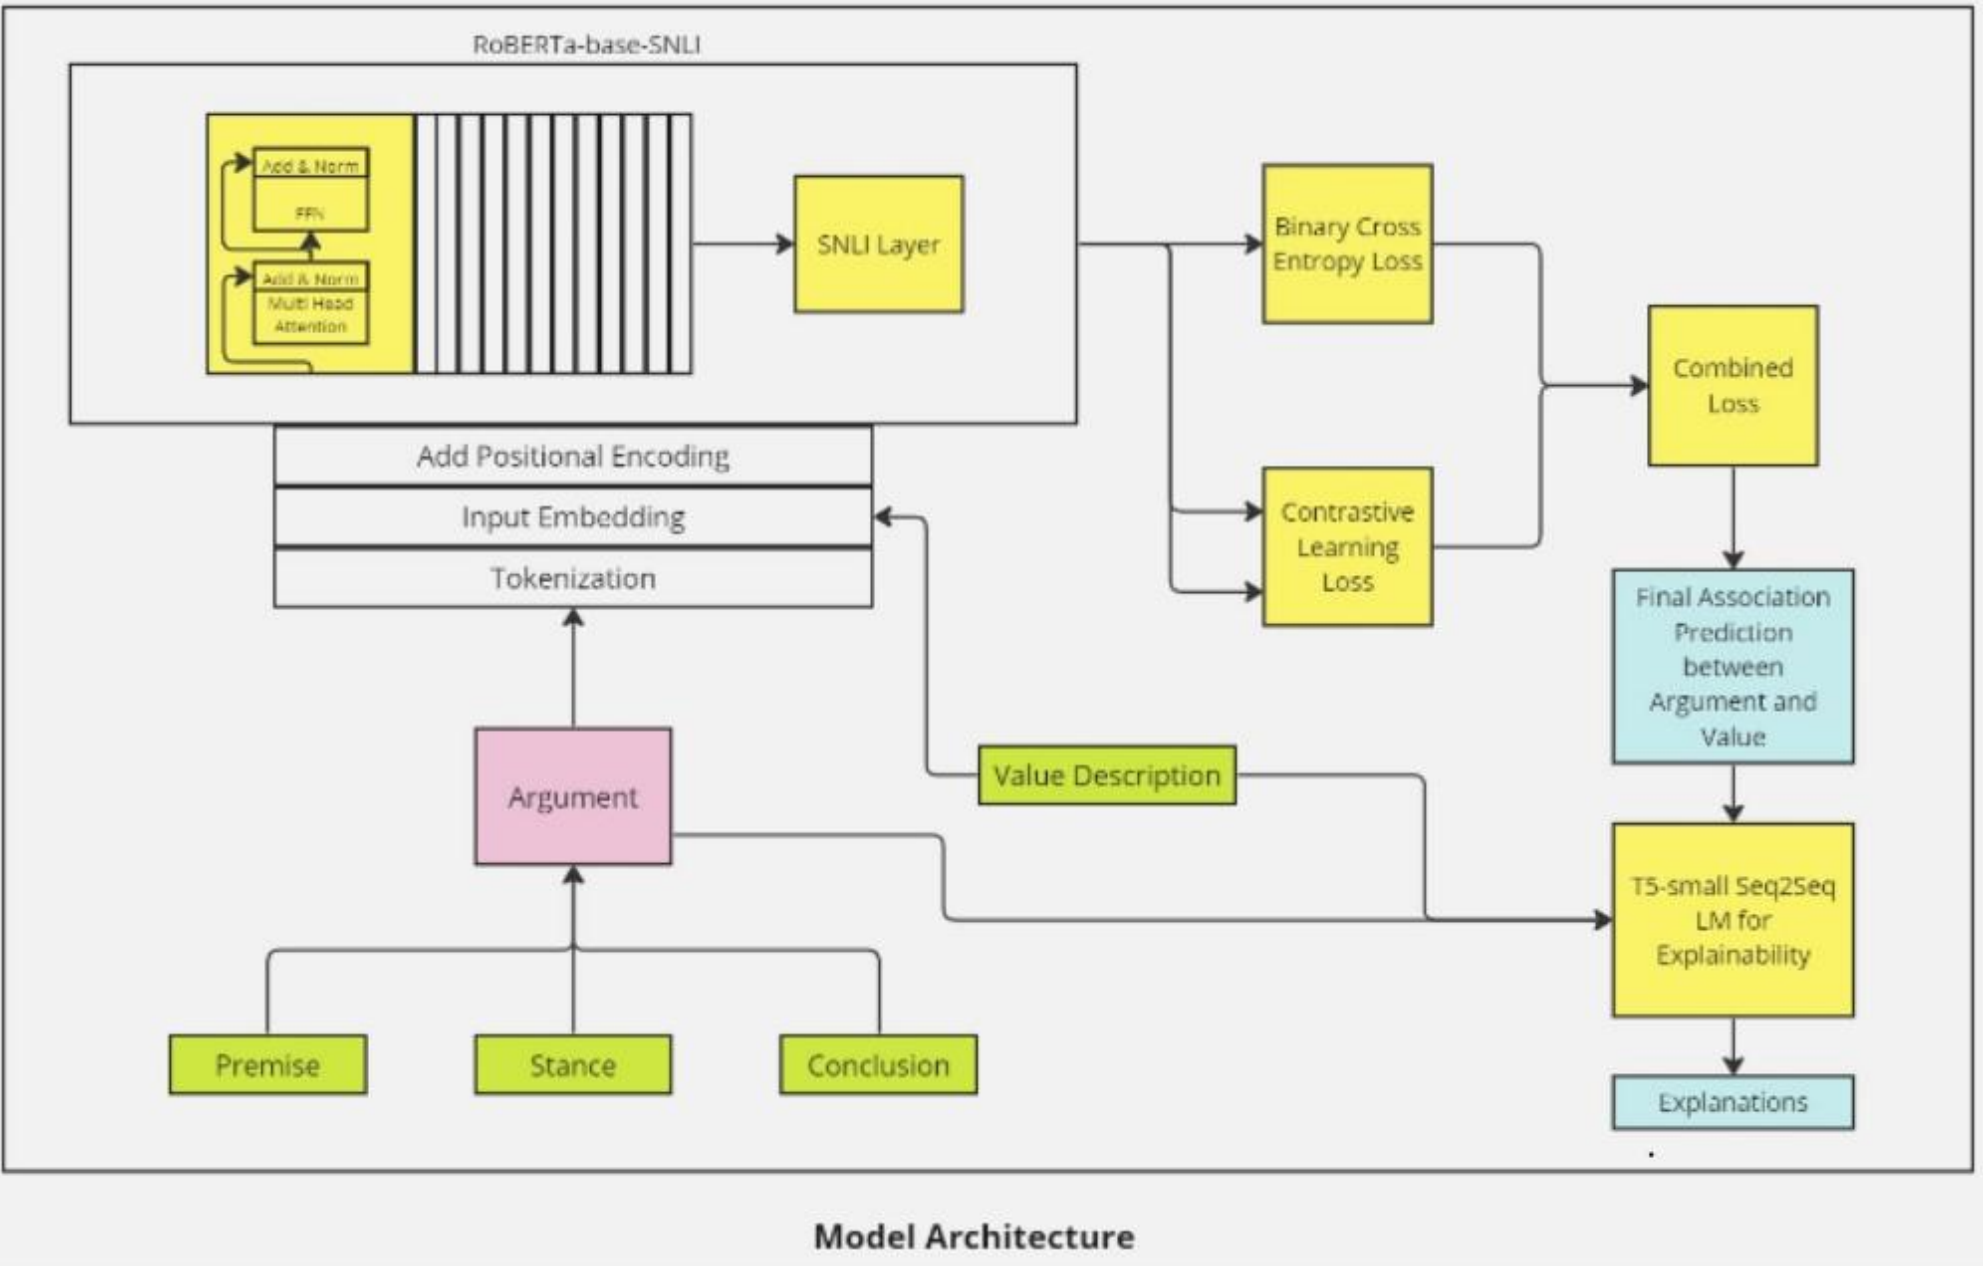 RoBERTa-base-SNLI
Add & Norm
FFN
Add & Norm
Multi Head
Attention
SNLI Layer
Binary Cross
Entropy Loss
Combined
Loss
Add Positional Encoding
Input Embedding
Tokenization
Contrastive
Learning
Loss
Final Association
Prediction
between
Argument and
Value
Argument
Value Description
T5-small Seq2Seq
LM for
Explainability
Premise
Stance
Conclusion
Explanations
Model Architecture